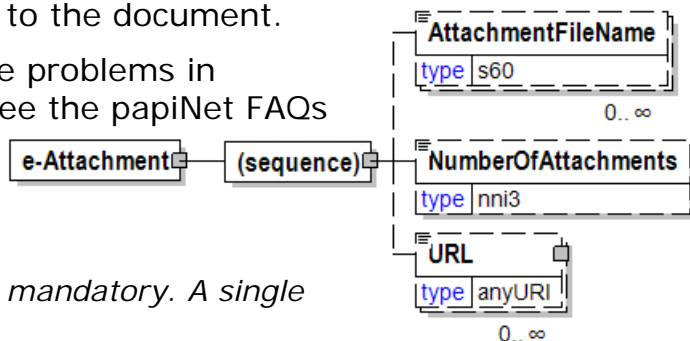 to the document.
e problems in
ee the papiNet FAQs
mandatory. A single
e-Attachment
(sequence)
AttachmentFileName
type s60
0.. ∞
NumberOfAttachments
type nni3
URL
type anyURI
0.. ∞